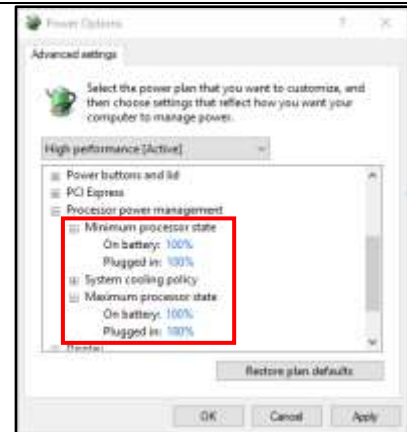 Power Options
? ×
Advanced settings
Select the power plan that you want to customize, and
then choose settings that reflect how you want your
computer to manage power.
High performance [Active]
Power buttons and lid
PCI Express
Processor power management
Minimum processor state
On battery: 100%
Plugged in: 100%
System cooling policy
Maximum processor state
On battery: 100%
Plugged in: 100%
Restore plan defaults
OK Cancel Apply